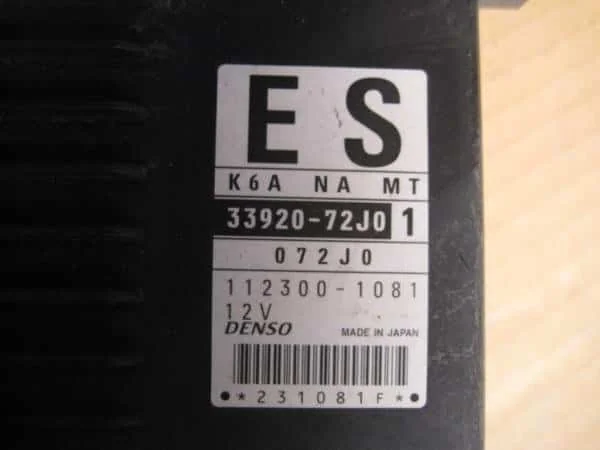 ES
K6A NA MT
33920-72J0 1
072J0
112300-1081
12V
DENSO MADE IN JAPAN
*231081F*